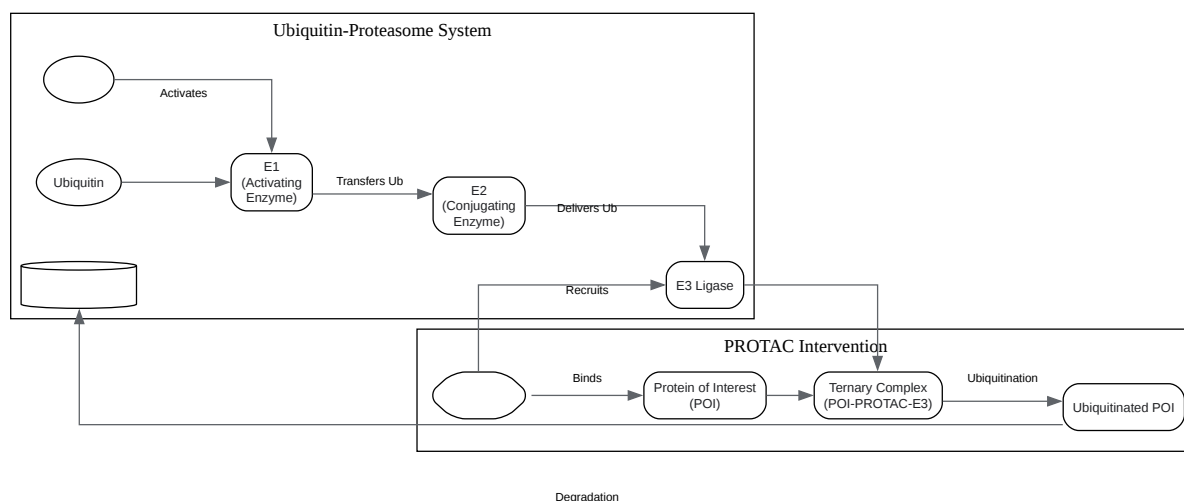 Ubiquitin-Proteasome System
Activates
Ubiquitin
E1
(Activating
Enzyme)
Transfers Ub
E2
(Conjugating
Enzyme)
Delivers Ub
Recruits
E3 Ligase
PROTAC Intervention
Binds
Protein of Interest
(POI)
Ternary Complex
(POI-PROTAC-E3)
Ubiquitination
Ubiquitinated POI
Degradation